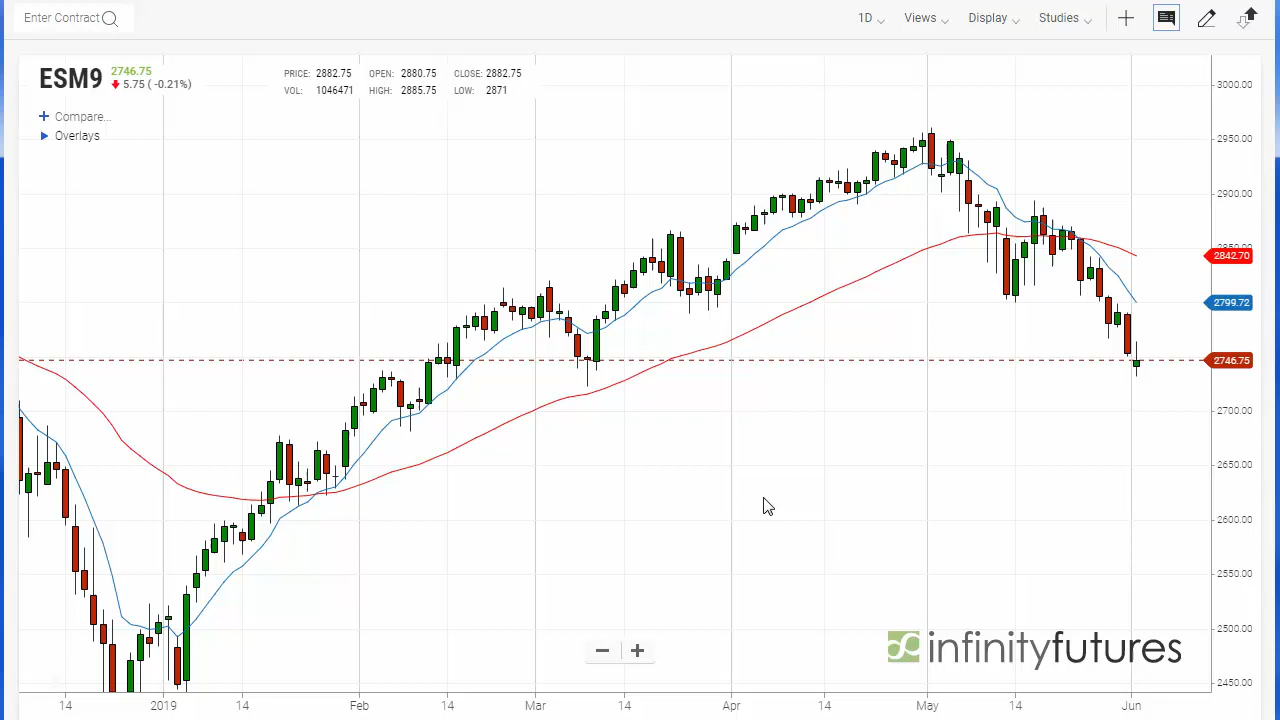 Enter Contract
1D Views Display Studies
ESM9 2746.75
5.75 ( -0.21%)
PRICE: 2882.75 OPEN: 2880.75 CLOSE: 2882.75
VOL: 1046471 HIGH: 2885.75 LOW: 2871
+ Compare...
Overlays
3000.00
2950.00
2900.00
2850.00
2842.70
2799.72
2746.75
2700.00
2650.00
2600.00
2550.00
2500.00
2450.00
infinityfutures
14 2019 14 Feb Mar 14 Apr 14 May 14 Jun